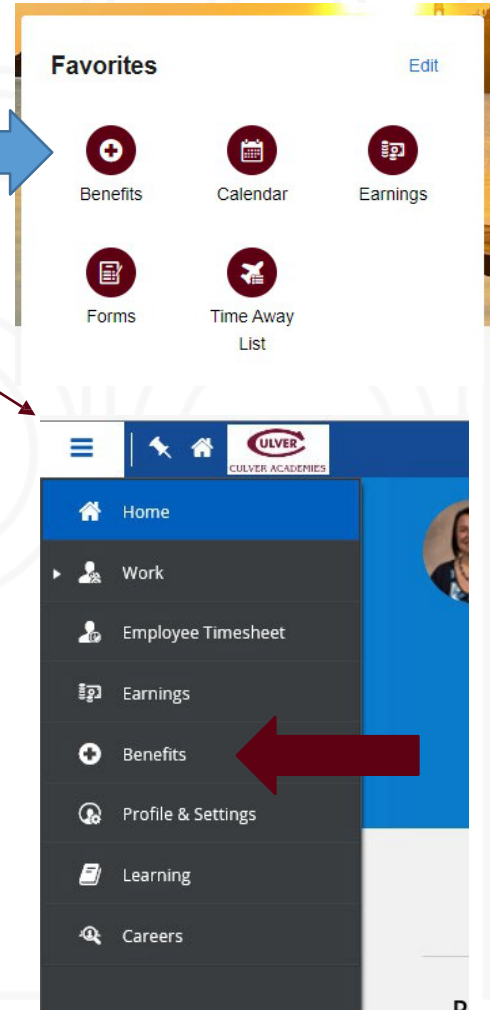 Favorites
Edit
Benefits
Calendar
Earnings
Forms
Time Away
List
CULVER
CULVER ACADEMIES
Home
Work
Employee Timesheet
Earnings
Benefits
Profile & Settings
Learning
Careers